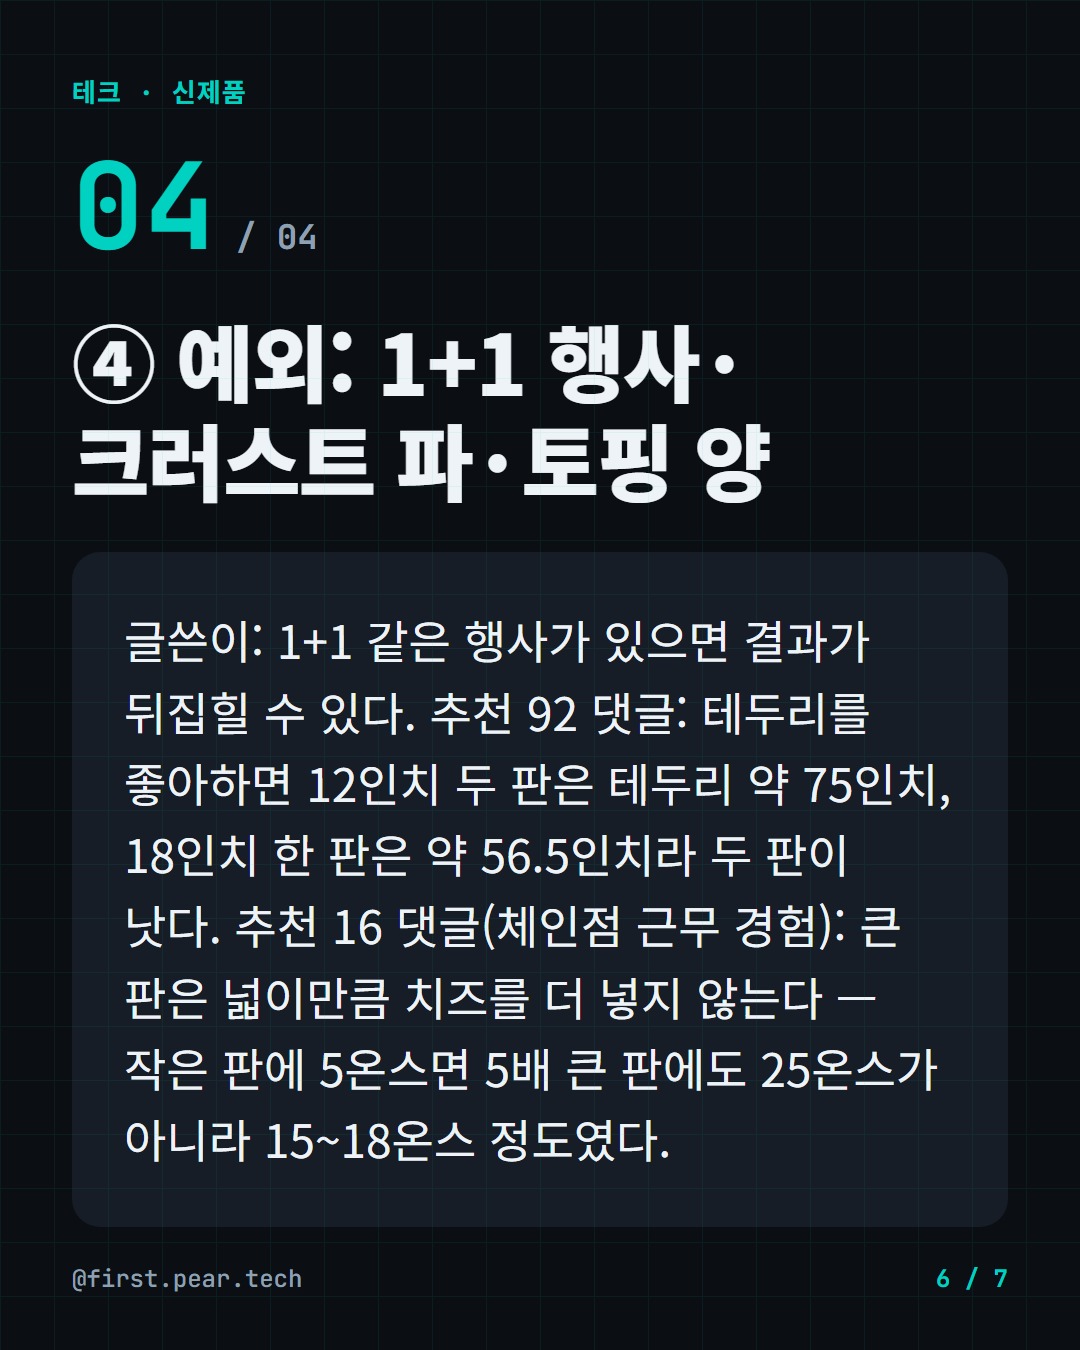 테크 · 신제품
04 / 04
④ 예외: 1+1 행사·
크러스트 파·토핑 양
글쓴이: 1+1 같은 행사가 있으면 결과가
뒤집힐 수 있다. 추천 92 댓글: 테두리를
좋아하면 12인치 두 판은 테두리 약 75인치,
18인치 한 판은 약 56.5인치라 두 판이
낫다. 추천 16 댓글(체인점 근무 경험): 큰
판은 넓이만큼 치즈를 더 넣지 않는다 —
작은 판에 5온스면 5배 큰 판에도 25온스가
아니라 15~18온스 정도였다.
@first.pear.tech
6 / 7